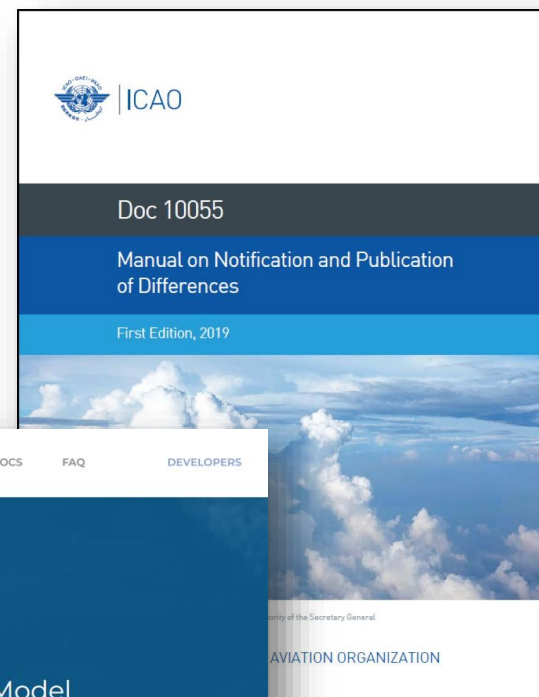 ICAO
Doc 10055
Manual on Notification and Publication
of Differences
First Edition, 2019
OCS FAQ DEVELOPERS
ority of the Secretary General
AVIATION ORGANIZATION
Model